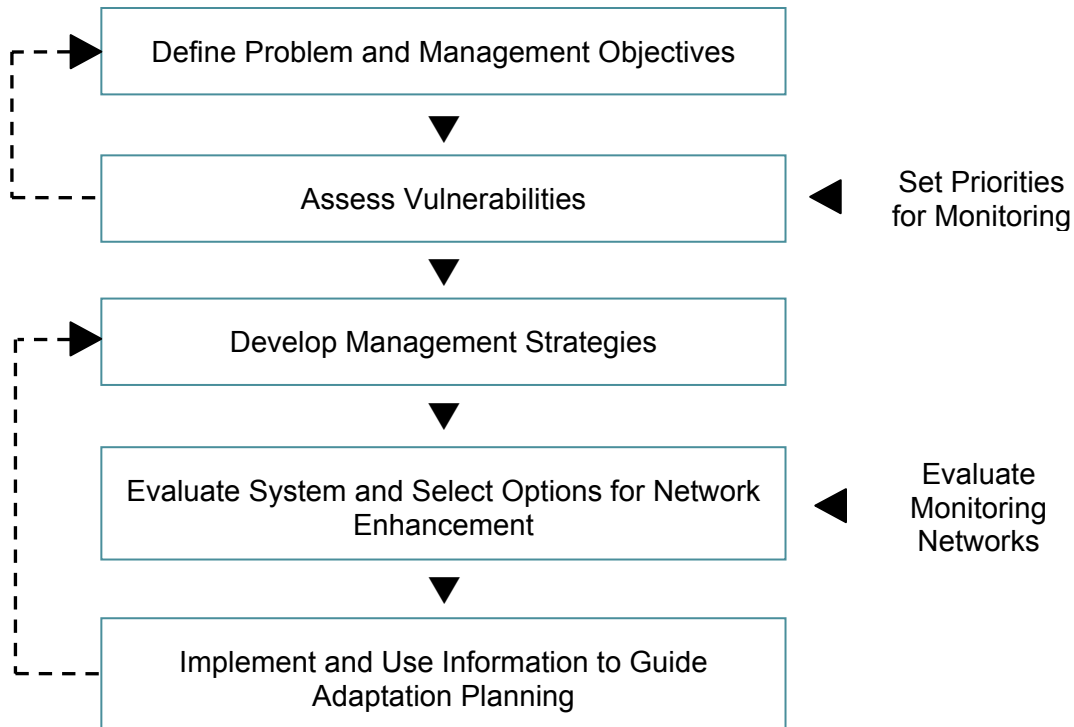 Define Problem and Management Objectives
Assess Vulnerabilities
Set Priorities
for Monitoring
Develop Management Strategies
Evaluate System and Select Options for Network
Enhancement
Evaluate
Monitoring
Networks
Implement and Use Information to Guide
Adaptation Planning